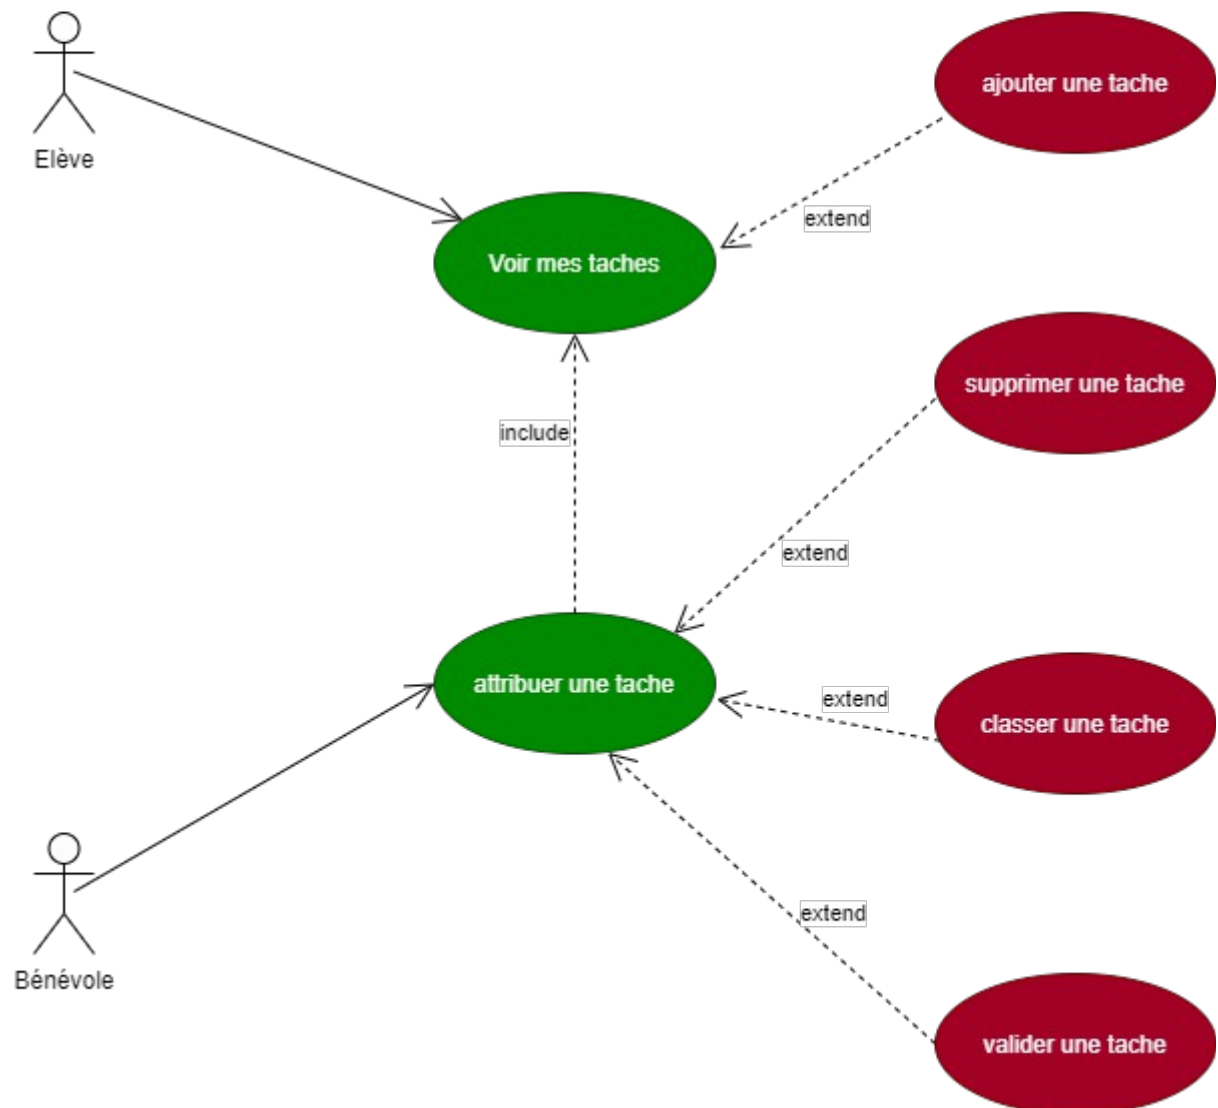 ajouter une tache
Elève
extend
Voir mes taches
supprimer une tache
include
extend
attribuer une tache
extend
classer une tache
extend
Bénévole
valider une tache